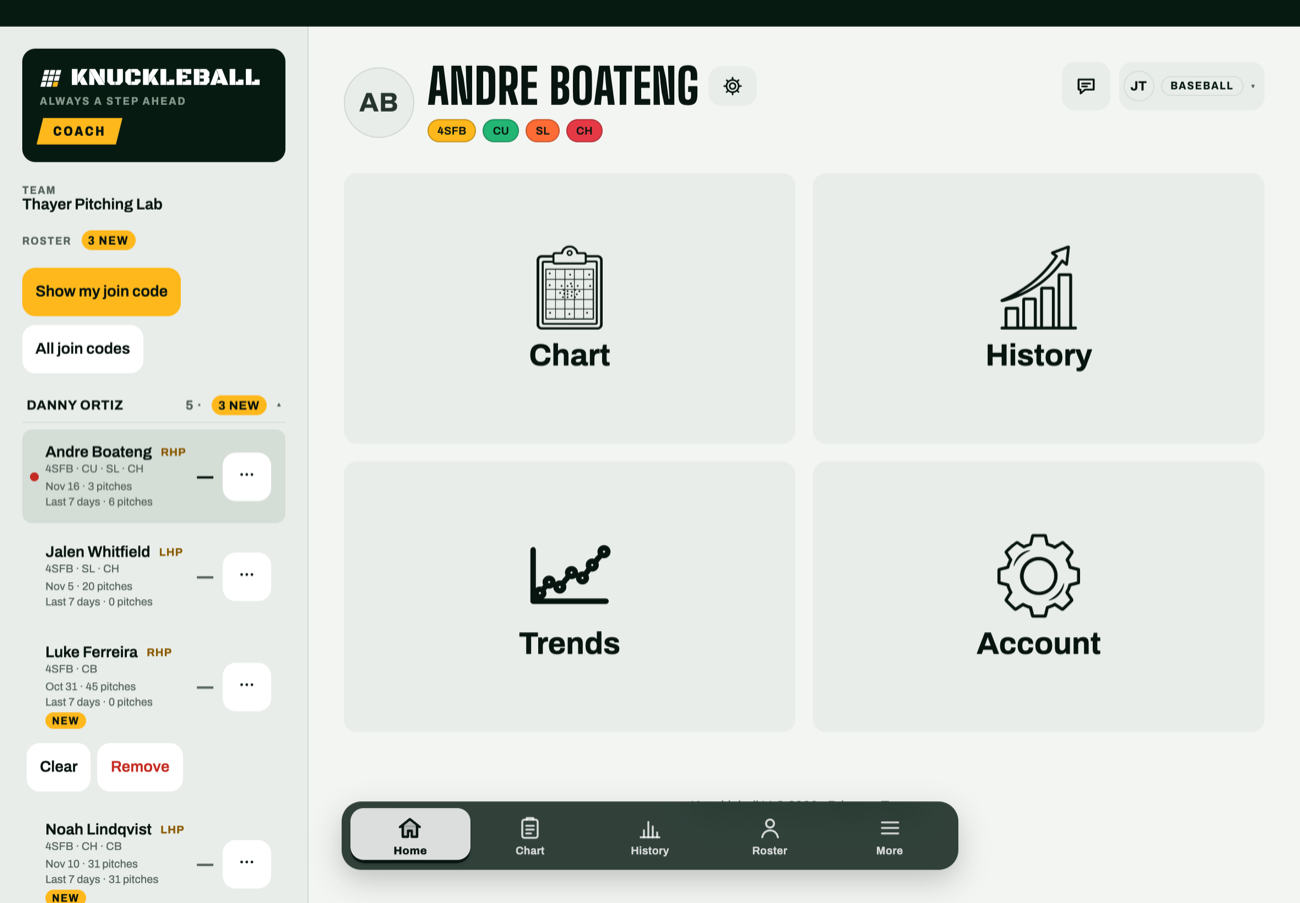 KNUCKLEBALL
ALWAYS A STEP AHEAD
COACH
TEAM
Thayer Pitching Lab
ROSTER 3 NEW
Show my join code
All join codes
DANNY ORTIZ 5 · 3 NEW
Andre Boateng RHP
4SFB · CU · SL · CH
Nov 16 · 3 pitches
Last 7 days · 6 pitches
—
···
Jalen Whitfield LHP
4SFB · SL · CH
Nov 5 · 20 pitches
Last 7 days · 0 pitches
—
···
Luke Ferreira RHP
4SFB · CB
Oct 31 · 45 pitches
Last 7 days · 0 pitches
NEW
—
···
Clear Remove
Noah Lindqvist LHP
4SFB · CH · CB
Nov 10 · 31 pitches
Last 7 days · 31 pitches
NEW
—
···
AB
ANDRE BOATENG
4SFB CU SL CH
JT BASEBALL
Chart
History
Trends
Account
Home
Chart
History
Roster
More